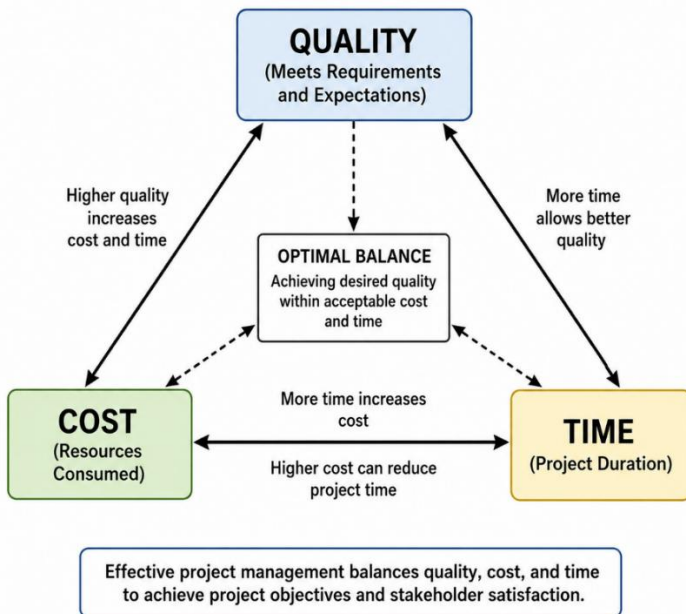 QUALITY
(Meets Requirements
and Expectations)
Higher quality
increases
cost and time
More time
allows better
quality
OPTIMAL BALANCE
Achieving desired quality
within acceptable cost
and time
COST
(Resources
Consumed)
More time increases
cost
Higher cost can reduce
project time
TIME
(Project Duration)
Effective project management balances quality, cost, and time
to achieve project objectives and stakeholder satisfaction.